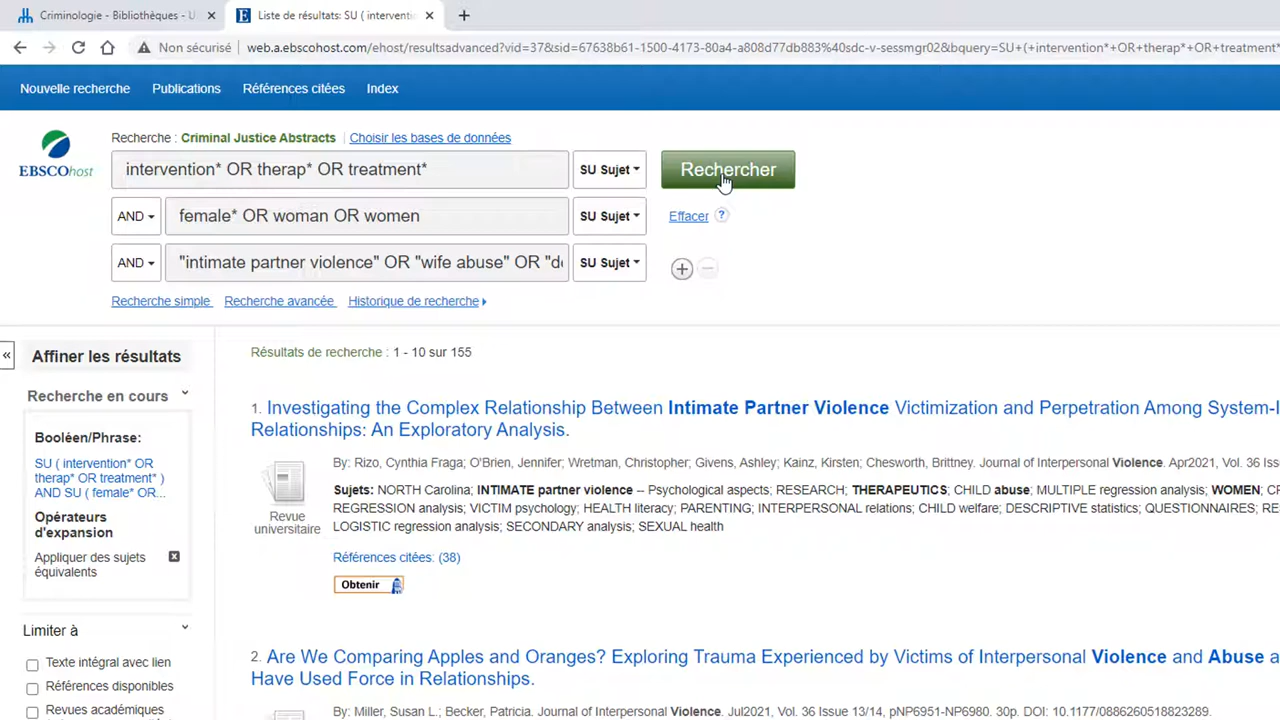 Criminologie - Bibliothèques - U
Liste de résultats: SU ( interventi
Non sécurisé
web.a.ebscohost.com/ehost/resultsadvanced?vid=37&sid=67638b61-1500-4173-80a4-a808d77db883%40sdc-v-sessmgr02&bquery=SU+(+intervention*+OR+therap*+OR+treatment*
Nouvelle recherche Publications Références citées Index
EBSCOhost
Recherche : Criminal Justice Abstracts Choisir les bases de données
intervention* OR therap* OR treatment* SU Sujet Rechercher
AND female* OR woman OR women SU Sujet Effacer ?
AND "intimate partner violence" OR "wife abuse" OR "d SU Sujet
Recherche simple Recherche avancée Historique de recherche
«
Affiner les résultats
Recherche en cours
Booléen/Phrase:
SU ( intervention* OR
therap* OR treatment* )
AND SU ( female* OR...
Opérateurs
d'expansion
Appliquer des sujets
équivalents
Limiter à
Texte intégral avec lien
Références disponibles
Revues académiques
Résultats de recherche : 1 - 10 sur 155
1. Investigating the Complex Relationship Between Intimate Partner Violence Victimization and Perpetration Among System-I
Relationships: An Exploratory Analysis.
Revue
universitaire
By: Rizo, Cynthia Fraga; O'Brien, Jennifer; Wretman, Christopher; Givens, Ashley; Kainz, Kirsten; Chesworth, Brittney. Journal of Interpersonal Violence. Apr2021, Vol. 36 Iss
Sujets: NORTH Carolina; INTIMATE partner violence -- Psychological aspects; RESEARCH; THERAPEUTICS; CHILD abuse; MULTIPLE regression analysis; WOMEN; CF
REGRESSION analysis; VICTIM psychology; HEALTH literacy; PARENTING; INTERPERSONAL relations; CHILD welfare; DESCRIPTIVE statistics; QUESTIONNAIRES; RE
LOGISTIC regression analysis; SECONDARY analysis; SEXUAL health
Références citées: (38)
Obtenir
2. Are We Comparing Apples and Oranges? Exploring Trauma Experienced by Victims of Interpersonal Violence and Abuse a
Have Used Force in Relationships.
By: Miller, Susan L.; Becker, Patricia. Journal of Interpersonal Violence. Jul2021, Vol. 36 Issue 13/14, pNP6951-NP6980. 30p. DOI: 10.1177/0886260518823289.